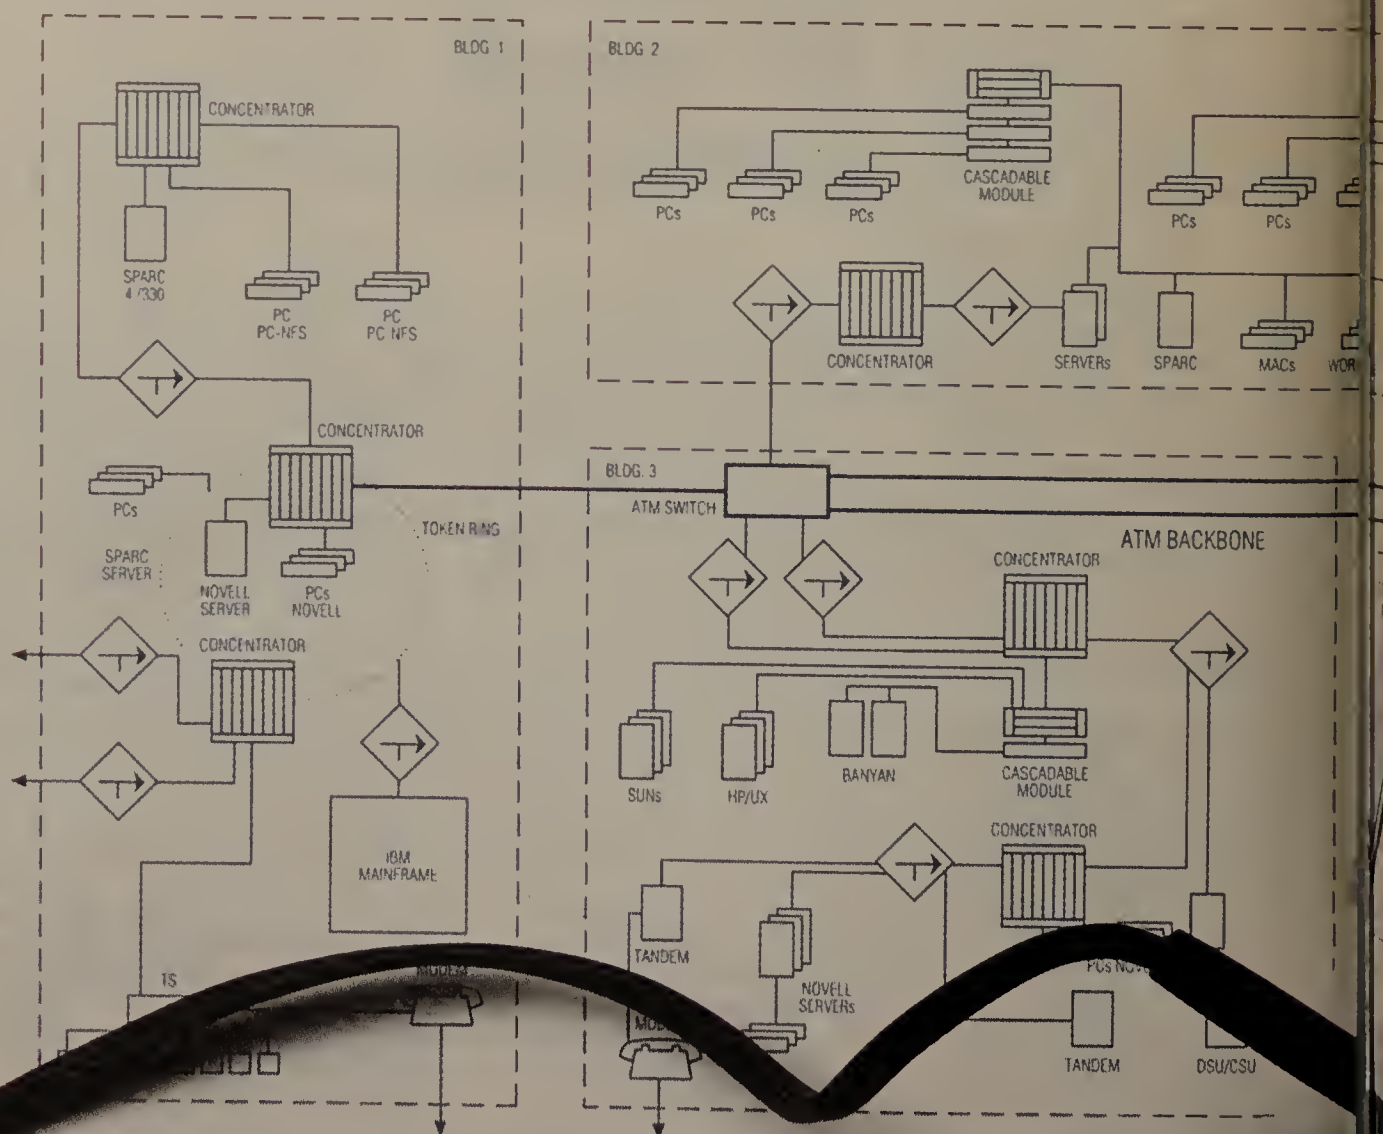 BLDG 1
CONCENTRATOR
SPARC
4/330
PC
PC-NFS
PC
PC NFS
CONCENTRATOR
PCs
TOKEN RING
SPARC
SERVER
NOVELL
SERVER
PCs
NOVELL
CONCENTRATOR
IBM
MAINFRAME
TS
MODEM
BLDG 2
CASCADABLE
MODULE
PCs
PCs
PCs
PCs
PCs
CONCENTRATOR
SERVERs
SPARC
MACs
BLDG. 3
ATM SWITCH
ATM BACKBONE
CONCENTRATOR
SUNs
HP/UX
BANYAN
CASCADABLE
MODULE
CONCENTRATOR
TANDEM
NOVELL
SERVERs
PCs
TANDEM
DSU/CSU